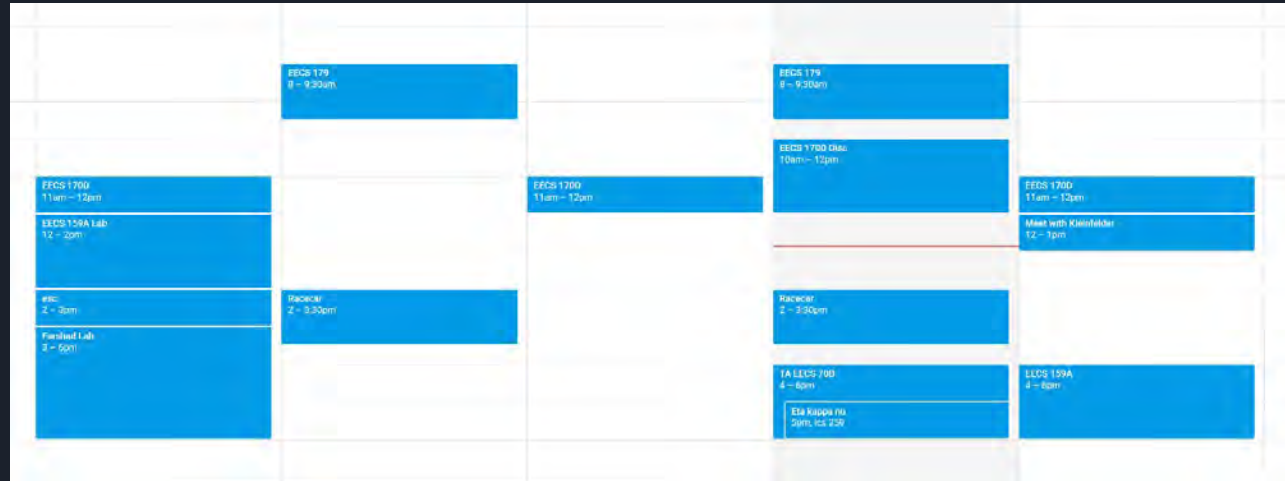 EECS 170D
11am – 12pm
EECS 159A Lab
12 – 2pm
esc
2 – 3pm
Farshad Lab
3 – 6pm
EECS 179
8 – 9:30am
Racecar
2 – 3:30pm
EECS 170D
11am – 12pm
EECS 179
8 – 9:30am
EECS 170D Disc
10am – 12pm
Racecar
2 – 3:30pm
TA EECS 70B
4 – 6pm
Eta kappa nu
5pm, ics 259
EECS 170D
11am – 12pm
Meet with Kleinfelder
12 – 1pm
EECS 159A
4 – 6pm